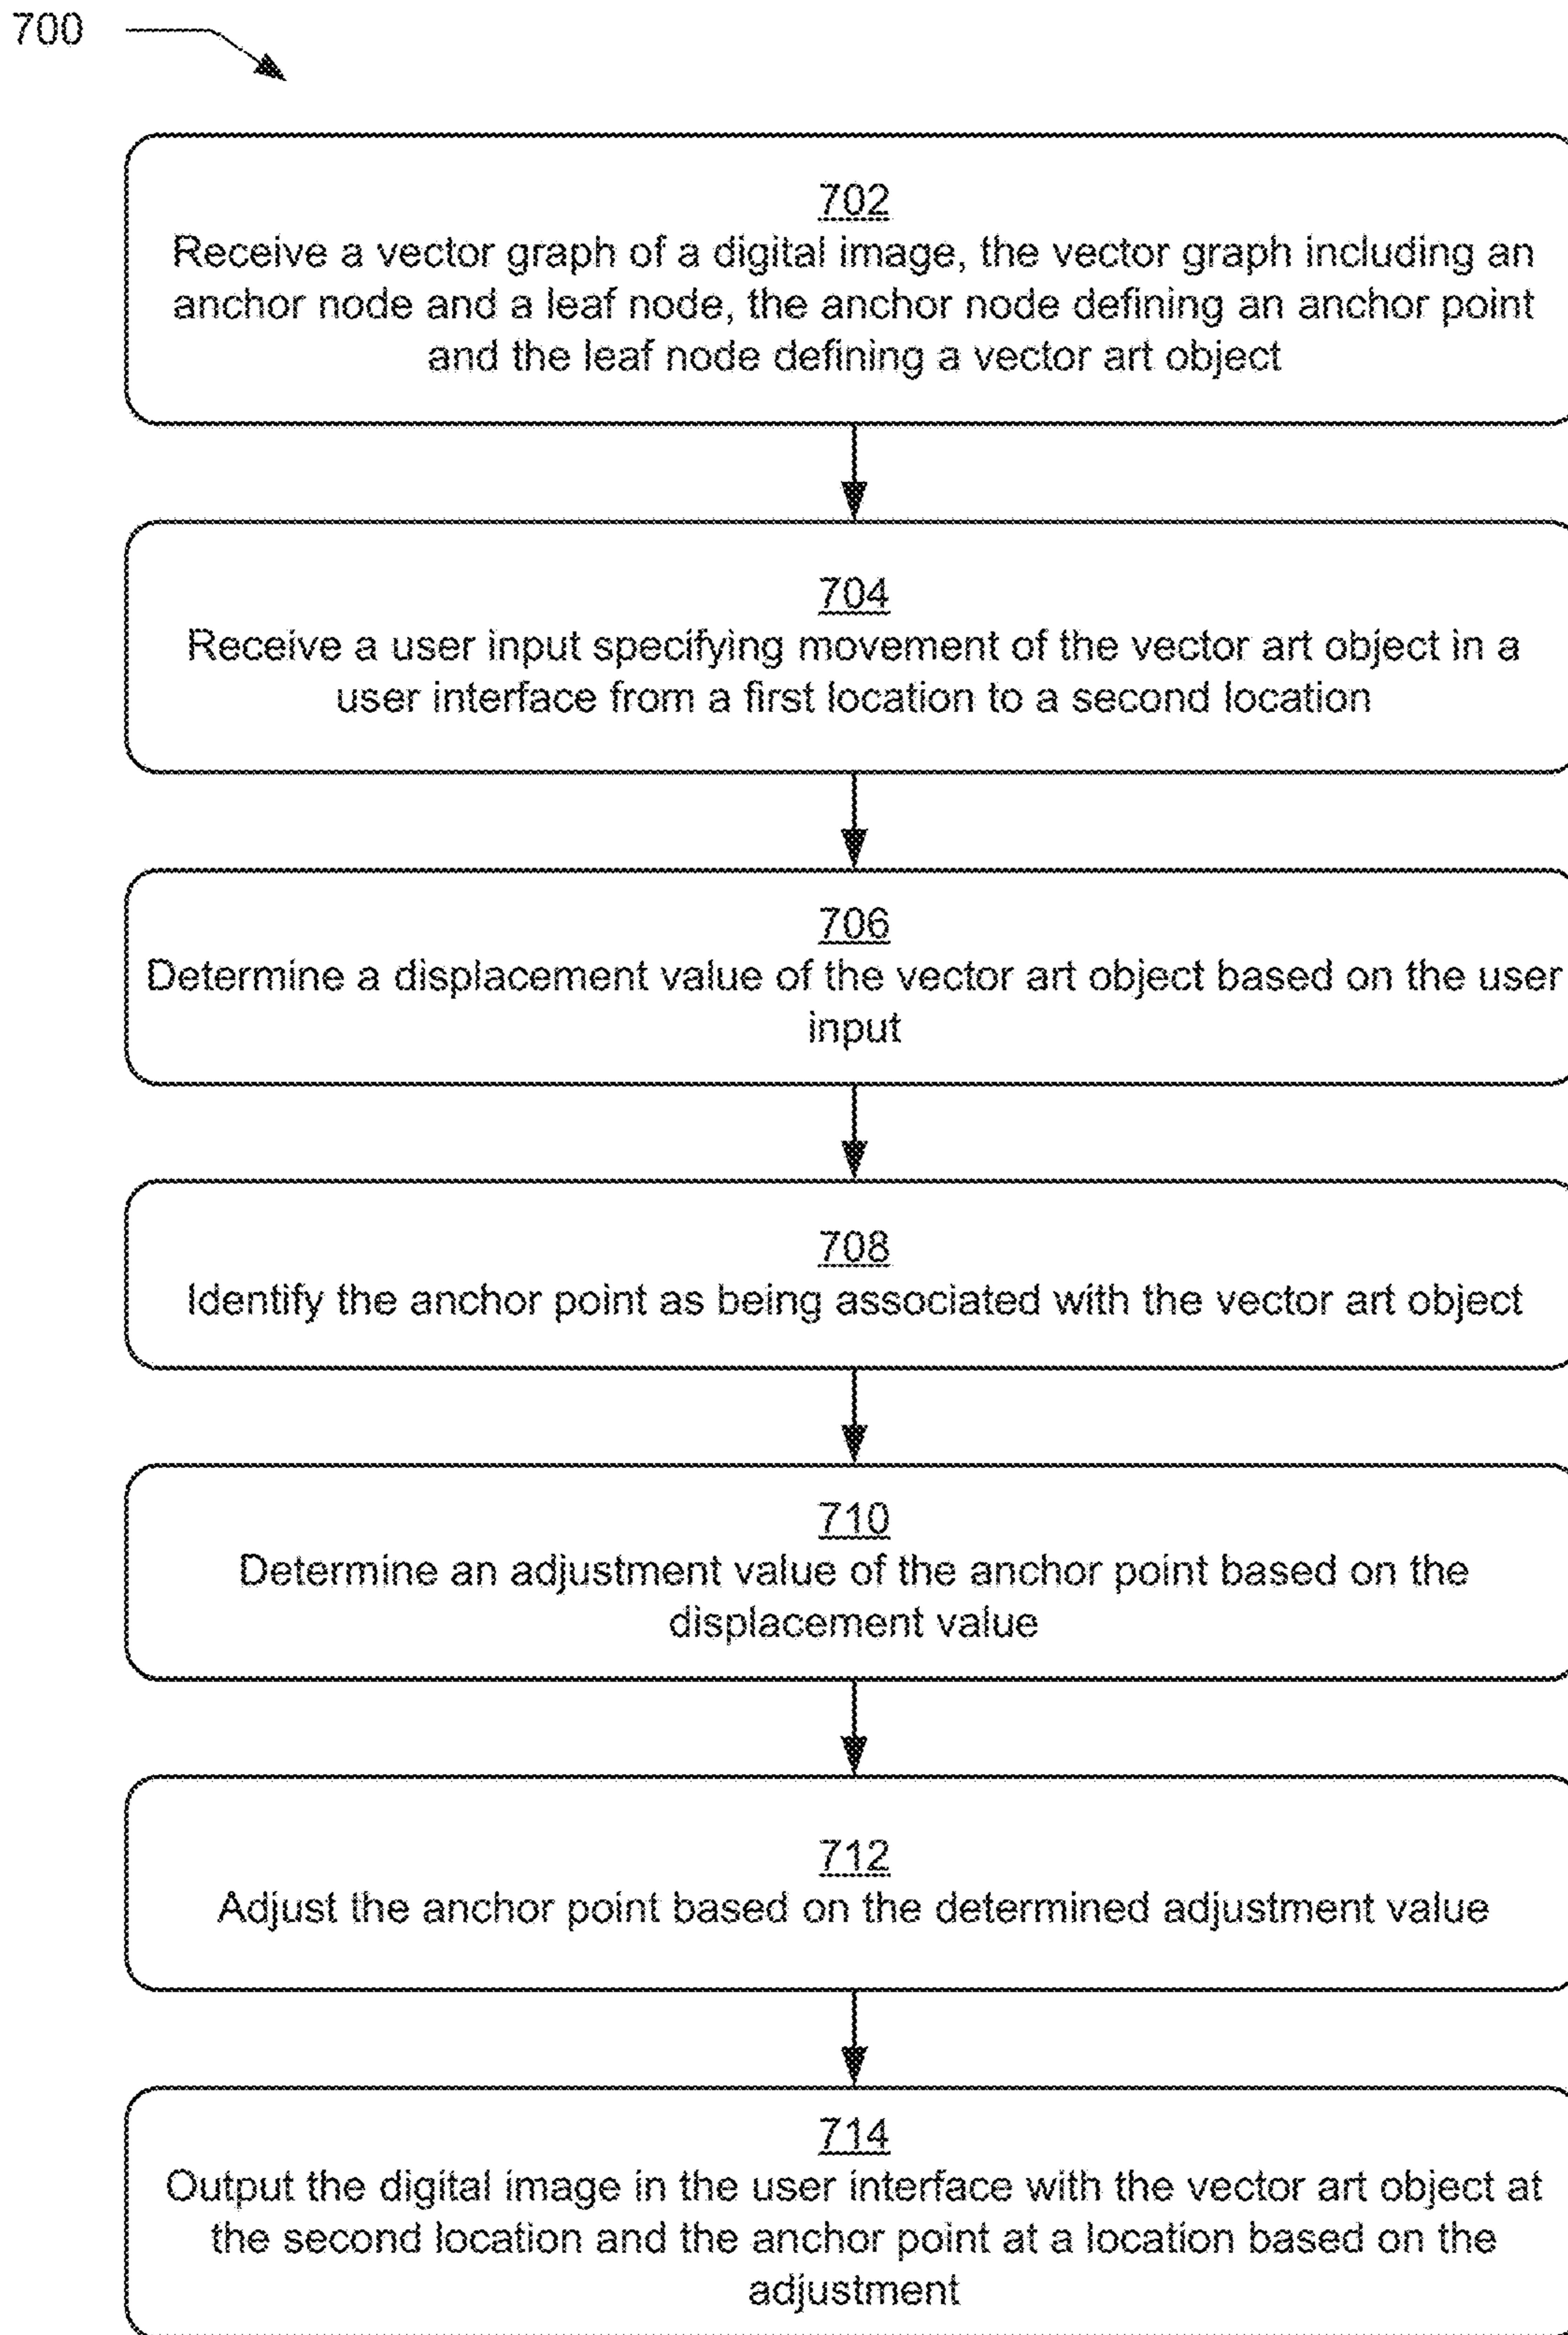 700
702
Receive a vector graph of a digital image, the vector graph including an
anchor node and a leaf node, the anchor node defining an anchor point
and the leaf node defining a vector art object
704
Receive a user input specifying movement of the vector art object in a
user interface from a first location to a second location
706
Determine a displacement value of the vector art object based on the user
input
708
Identify the anchor point as being associated with the vector art object
710
Determine an adjustment value of the anchor point based on the
displacement value
712
Adjust the anchor point based on the determined adjustment value
714
Output the digital image in the user interface with the vector art object at
the second location and the anchor point at a location based on the
adjustment